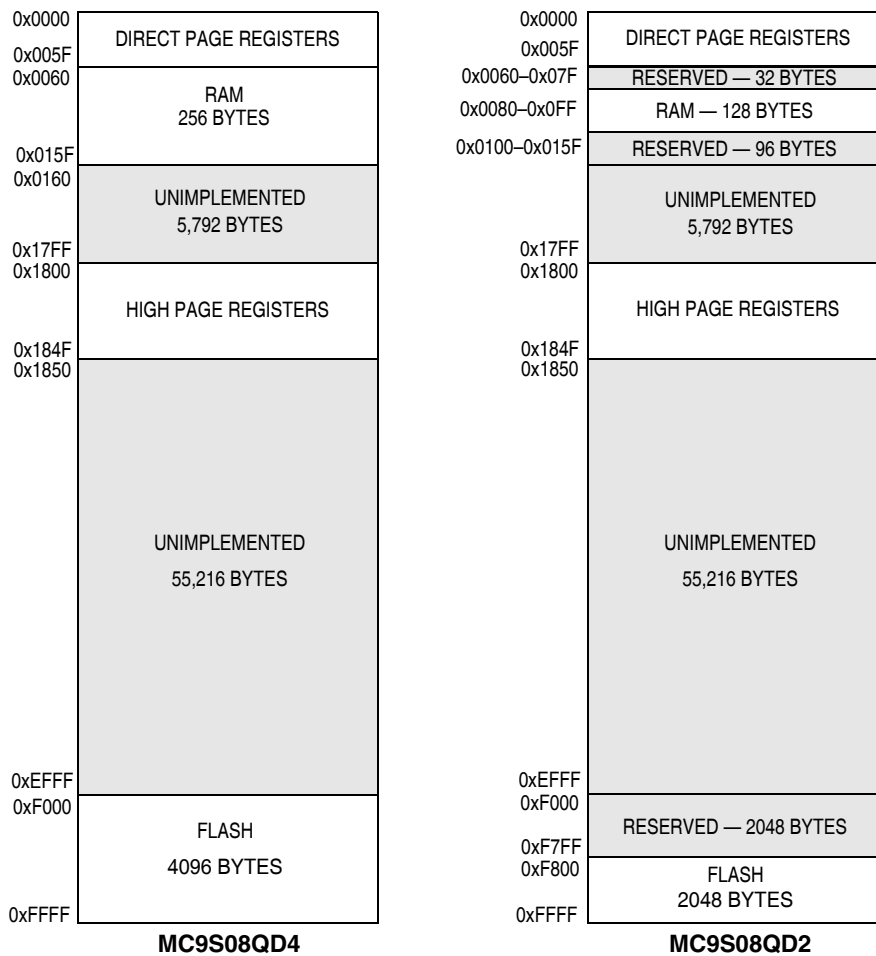 0x0000
DIRECT PAGE REGISTERS
0x005F
0x0060
RAM
256 BYTES
0x015F
0x0160
UNIMPLEMENTED
5,792 BYTES
0x17FF
0x1800
HIGH PAGE REGISTERS
0x184F
0x1850
UNIMPLEMENTED
55,216 BYTES
0xEFFF
0xF000
FLASH
4096 BYTES
0xFFFF
MC9S08QD4
0x0000
DIRECT PAGE REGISTERS
0x005F
0x0060–0x07F
RESERVED — 32 BYTES
0x0080–0x0FF
RAM — 128 BYTES
0x0100–0x015F
RESERVED — 96 BYTES
UNIMPLEMENTED
5,792 BYTES
0x17FF
0x1800
HIGH PAGE REGISTERS
0x184F
0x1850
UNIMPLEMENTED
55,216 BYTES
0xEFFF
0xF000
RESERVED — 2048 BYTES
0xF7FF
0xF800
FLASH
2048 BYTES
0xFFFF
MC9S08QD2